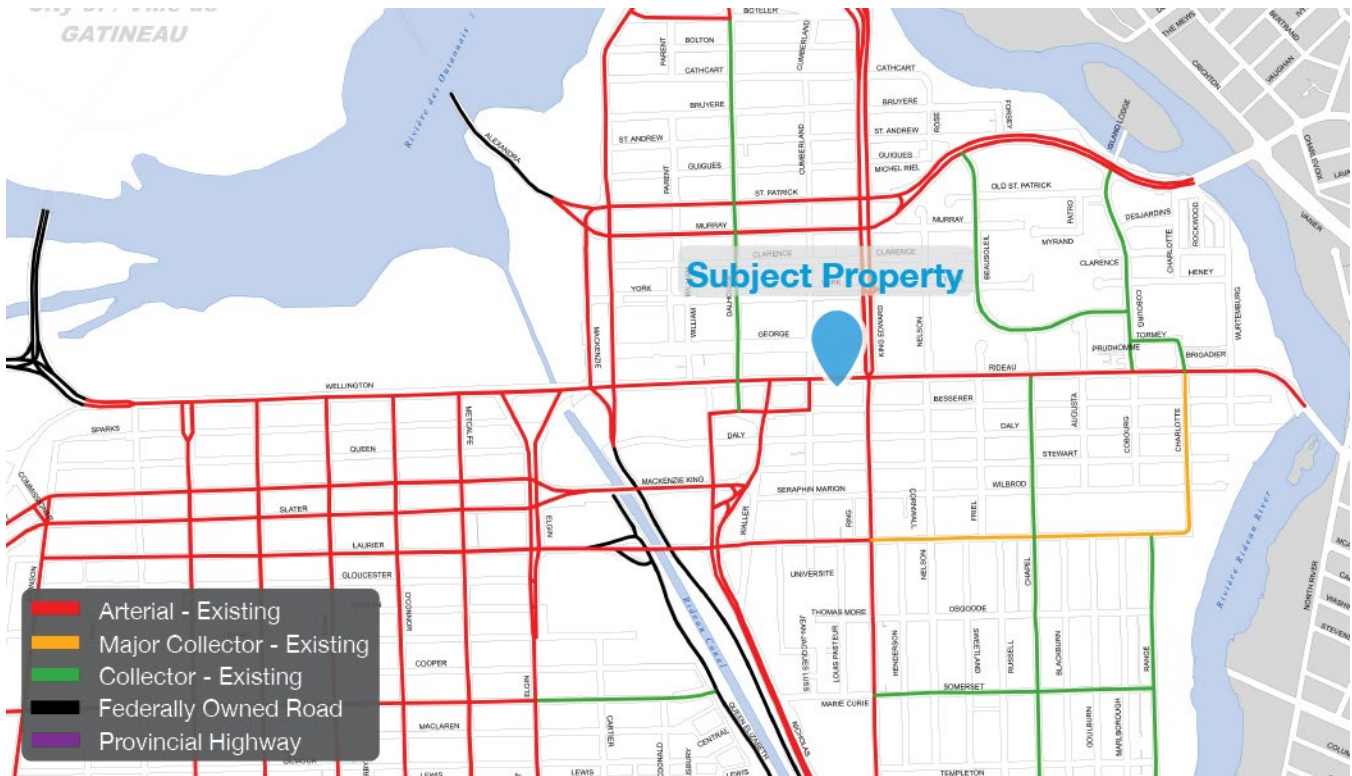 City of / Ville de
GATINEAU
Rivière des Outaouais
BOTELER
BOLTON
PARENT
CUMBERLAND
CATHCART
CATHCART
BRUYERE
BRUYERE
ROSE
FORSEY
ST. ANDREW
ST. ANDREW
ALEXANDRA
GUIGUES
GUIGUES
PARENT
CUMBERLAND
MICHEL RIEL
ISLAND LODGE
THE MEWS
BERTRAND
CRICHTON
VAUGHAN
CHARLEVOIX
VANIER
ST. PATRICK
OLD ST. PATRICK
MURRAY
MURRAY
BEAUSOLEIL
PATRO
DESJARDINS
ROCKWOOD
CHARLOTTE
MYRAND
CLARENCE
CLARENCE
CLARENCE
HENEY
Subject Property
YORK
WILLIAM
GEORGE
KING EDWARD
NELSON
COBOURG
TORMEY
PRUDHOMME
BRIGADIER
WURTEMBURG
MACKENZIE
RIDEAU
WELLINGTON
BESSERER
SPARKS
METCALFE
DALY
DALY
AUGUSTA
COBOURG
CHARLOTTE
QUEEN
STEWART
COMMISSIONER
MACKENZIE KING
SERAPHIN MARION
WILBROD
SLATER
ELGIN
WALLER
RING
CORNWALL
FRIEL
Rivière Rideau River
LAURIER
NELSON
CHAPEL
GLOUCESTER
UNIVERSITE
NORTH RIVER
O'CONNOR
Rideau Canal
THOMAS MORE
OSGOODE
JEAN-JACQUES LUSS
LOUIS PASTEUR
HENDERSON
SWEETLAND
RUSSELL
BLACKBURN
RANGE
COOPER
ELGIN
SOMERSET
MARIE CURIE
QUEEN ELIZABETH
NICHOLAS
MACLAREN
CARTIER
CENTRAL
GOULBURN
MARLBOROUGH
LEWIS
LEWIS
LEWIS
TEMPLETON
Arterial - Existing
Major Collector - Existing
Collector - Existing
Federally Owned Road
Provincial Highway